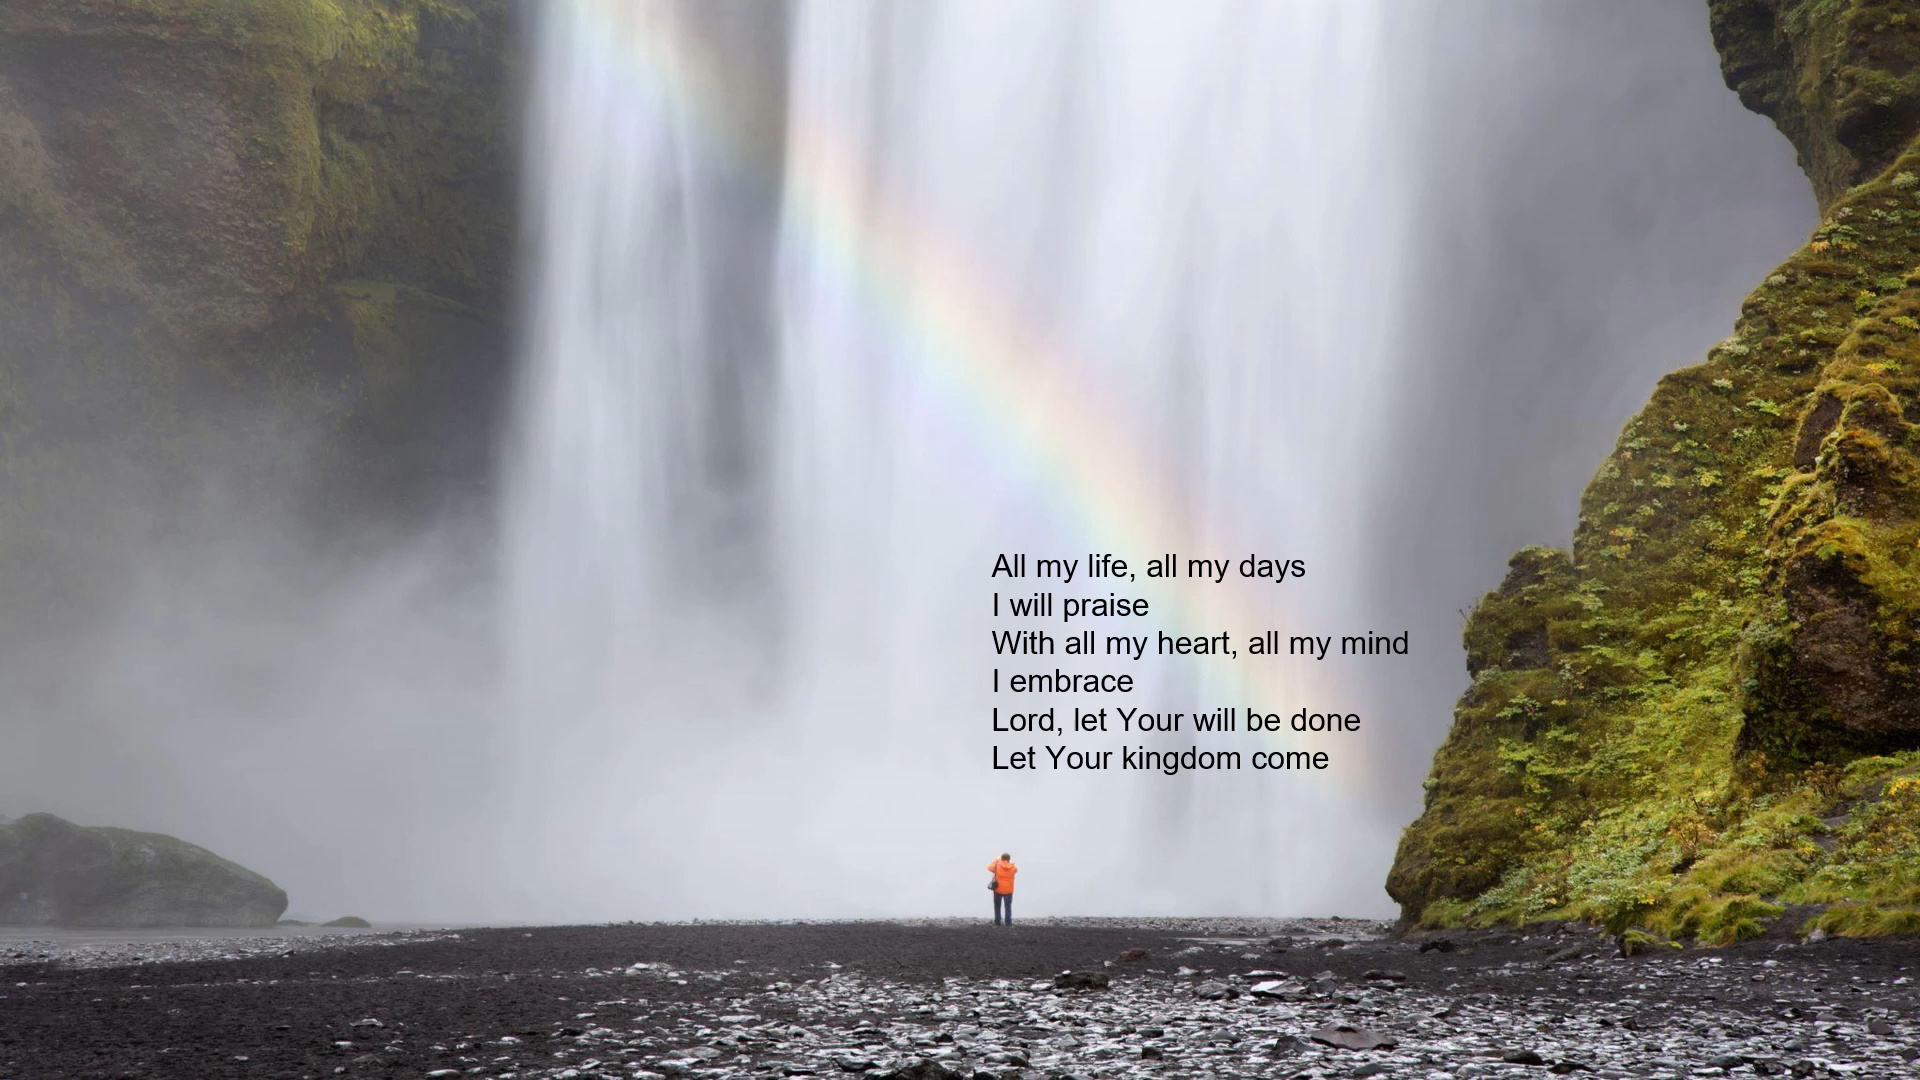 All my life, all my days
I will praise
With all my heart, all my mind
I embrace
Lord, let Your will be done
Let Your kingdom come